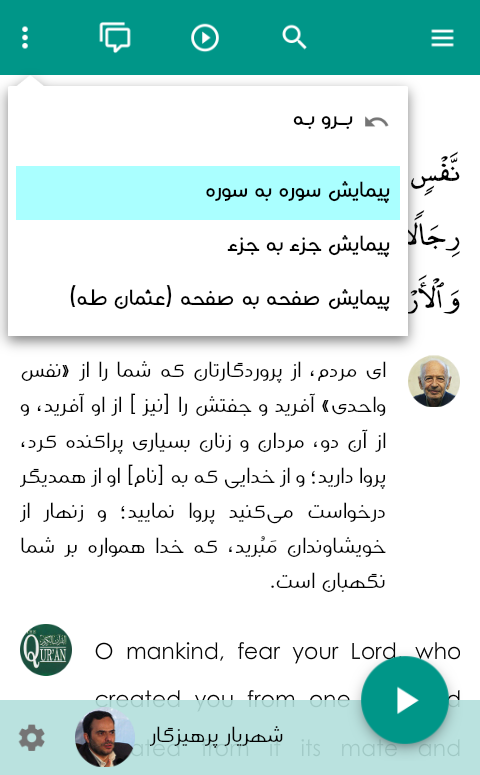 برو به
پیمایش سوره به سوره
پیمایش جزء به جزء
پیمایش صفحه به صفحه (عثمان طه)
نَّفْسٍ
رِجَالًا
وَٱلْأَرْ
ای مردم، از پروردگارتان که شما را از «نفس
واحدی» آفرید و جفتش را [نیز ] از او آفرید، و
از آن دو، مردان و زنان بسیاری پراکنده کرد،
پروا دارید؛ و از خدایی که به [نام] او از همدیگر
درخواست می‌کنید پروا نمایید؛ و زنهار از
خویشاوندان مَبُرید، که خدا همواره بر شما
نگهبان است.
QUR'AN
O mankind, fear your Lord, who
created you from one
created from it its mate and
شهریار پرهیزگار